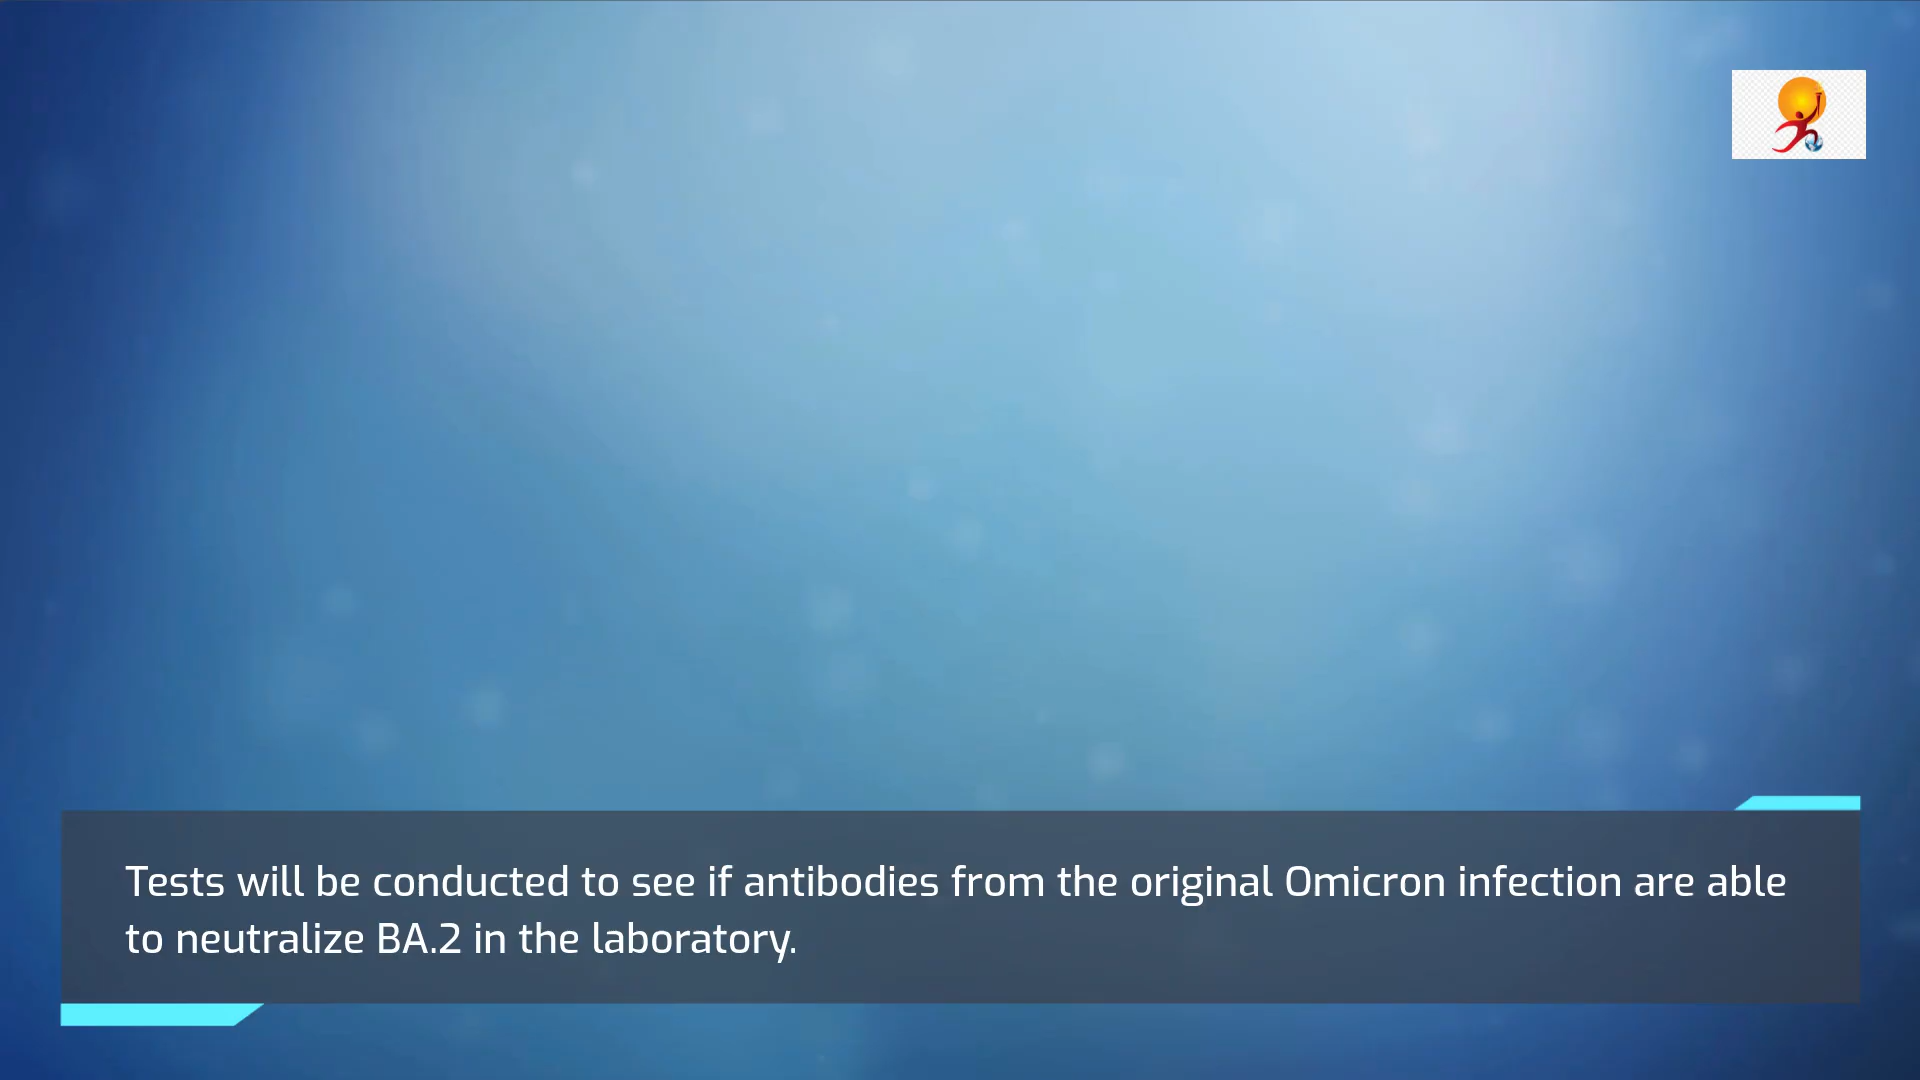 Tests will be conducted to see if antibodies from the original Omicron infection are able
to neutralize BA.2 in the laboratory.